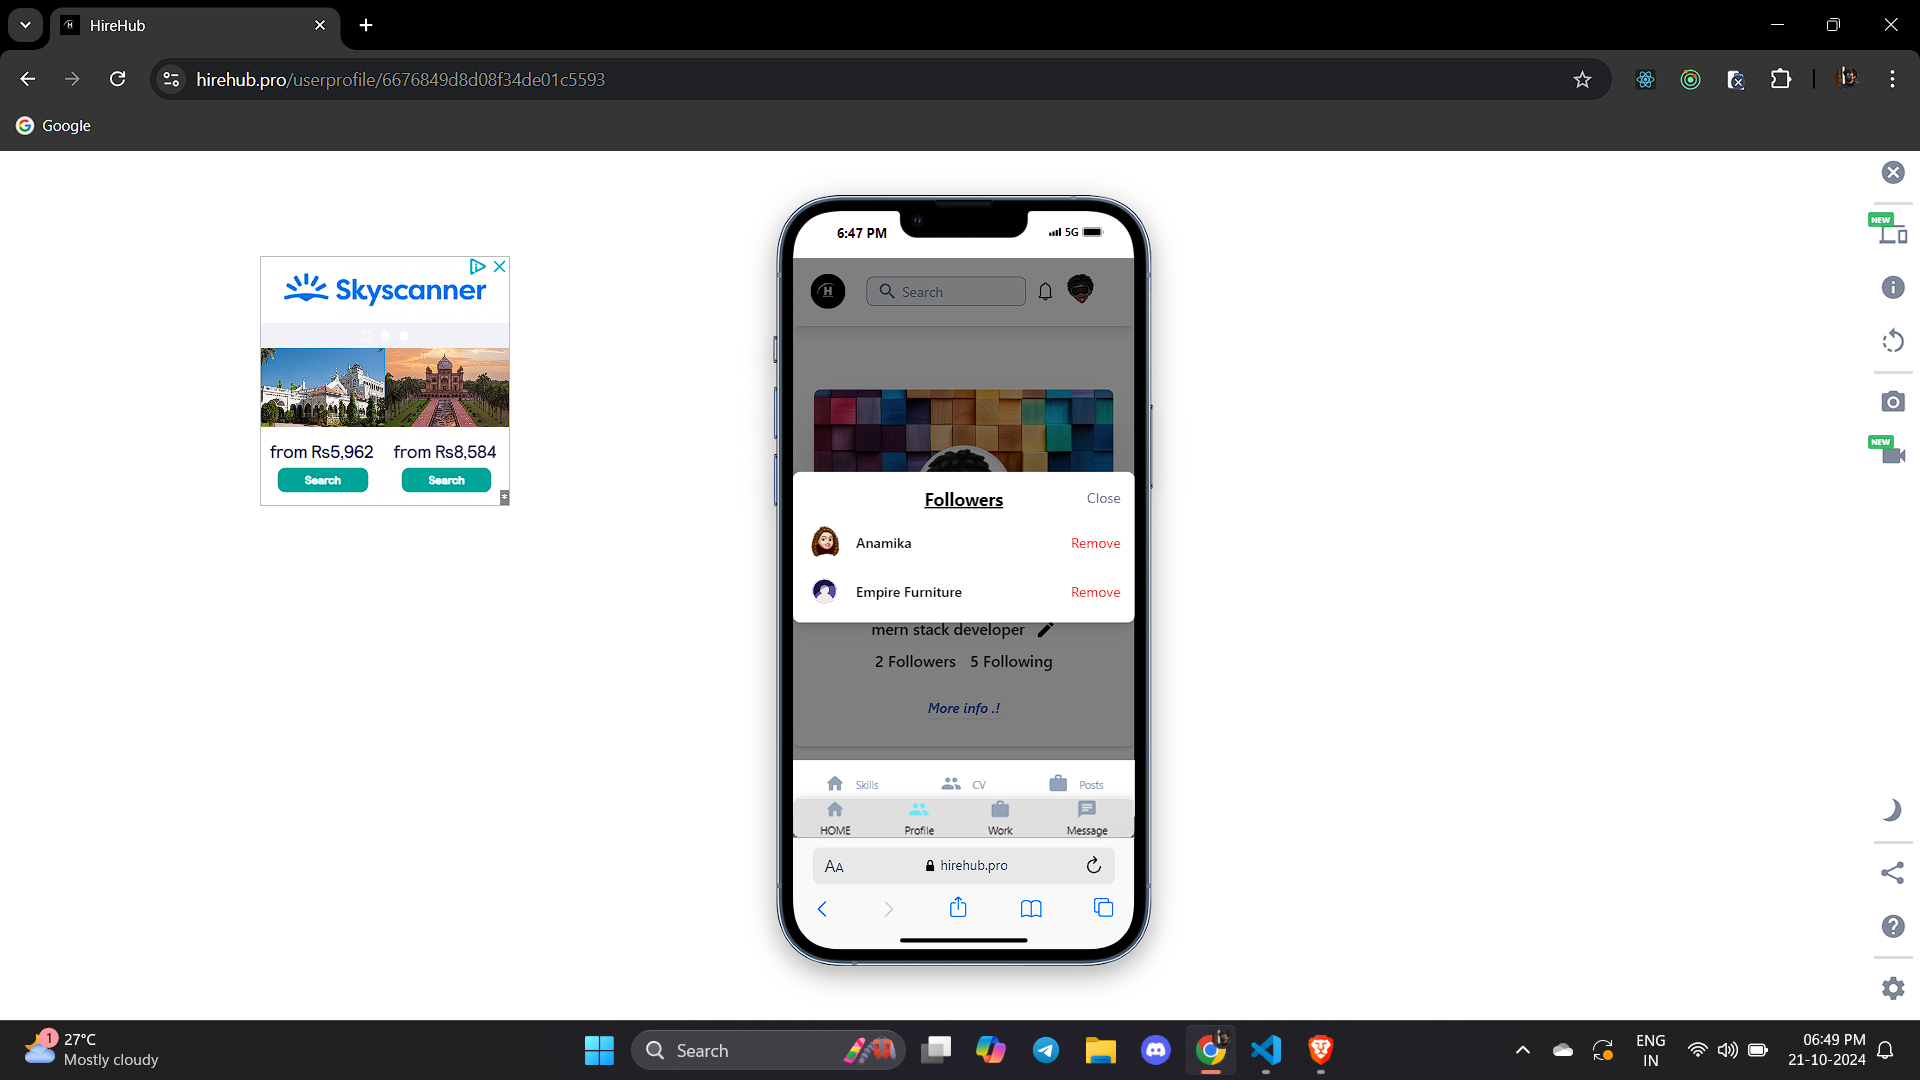 HireHub
hirehub.pro/userprofile/6676849d8d08f34de01c5593
Google
NEW
NEW
Skyscanner
from Rs5,962
from Rs8,584
Search
Search
6:47 PM
5G
H
Search
Followers
Close
Anamika
Remove
Empire Furniture
Remove
mern stack developer
2 Followers 5 Following
More info .!
Skills
CV
Posts
HOME
Profile
Work
Message
AA
hirehub.pro
1
27°C
Mostly cloudy
Search
ENG
IN
06:49 PM
21-10-2024